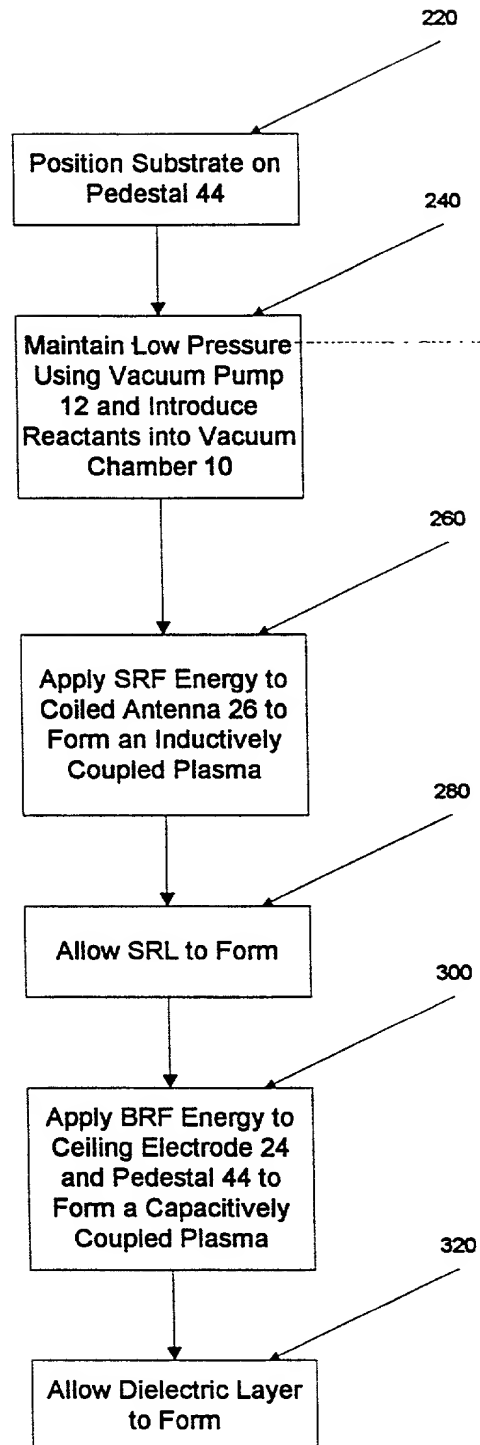 220
Position Substrate on
Pedestal 44
240
Maintain Low Pressure
Using Vacuum Pump
12 and Introduce
Reactants into Vacuum
Chamber 10
260
Apply SRF Energy to
Coiled Antenna 26 to
Form an Inductively
Coupled Plasma
280
Allow SRL to Form
300
Apply BRF Energy to
Ceiling Electrode 24
and Pedestal 44 to
Form a Capacitively
Coupled Plasma
320
Allow Dielectric Layer
to Form